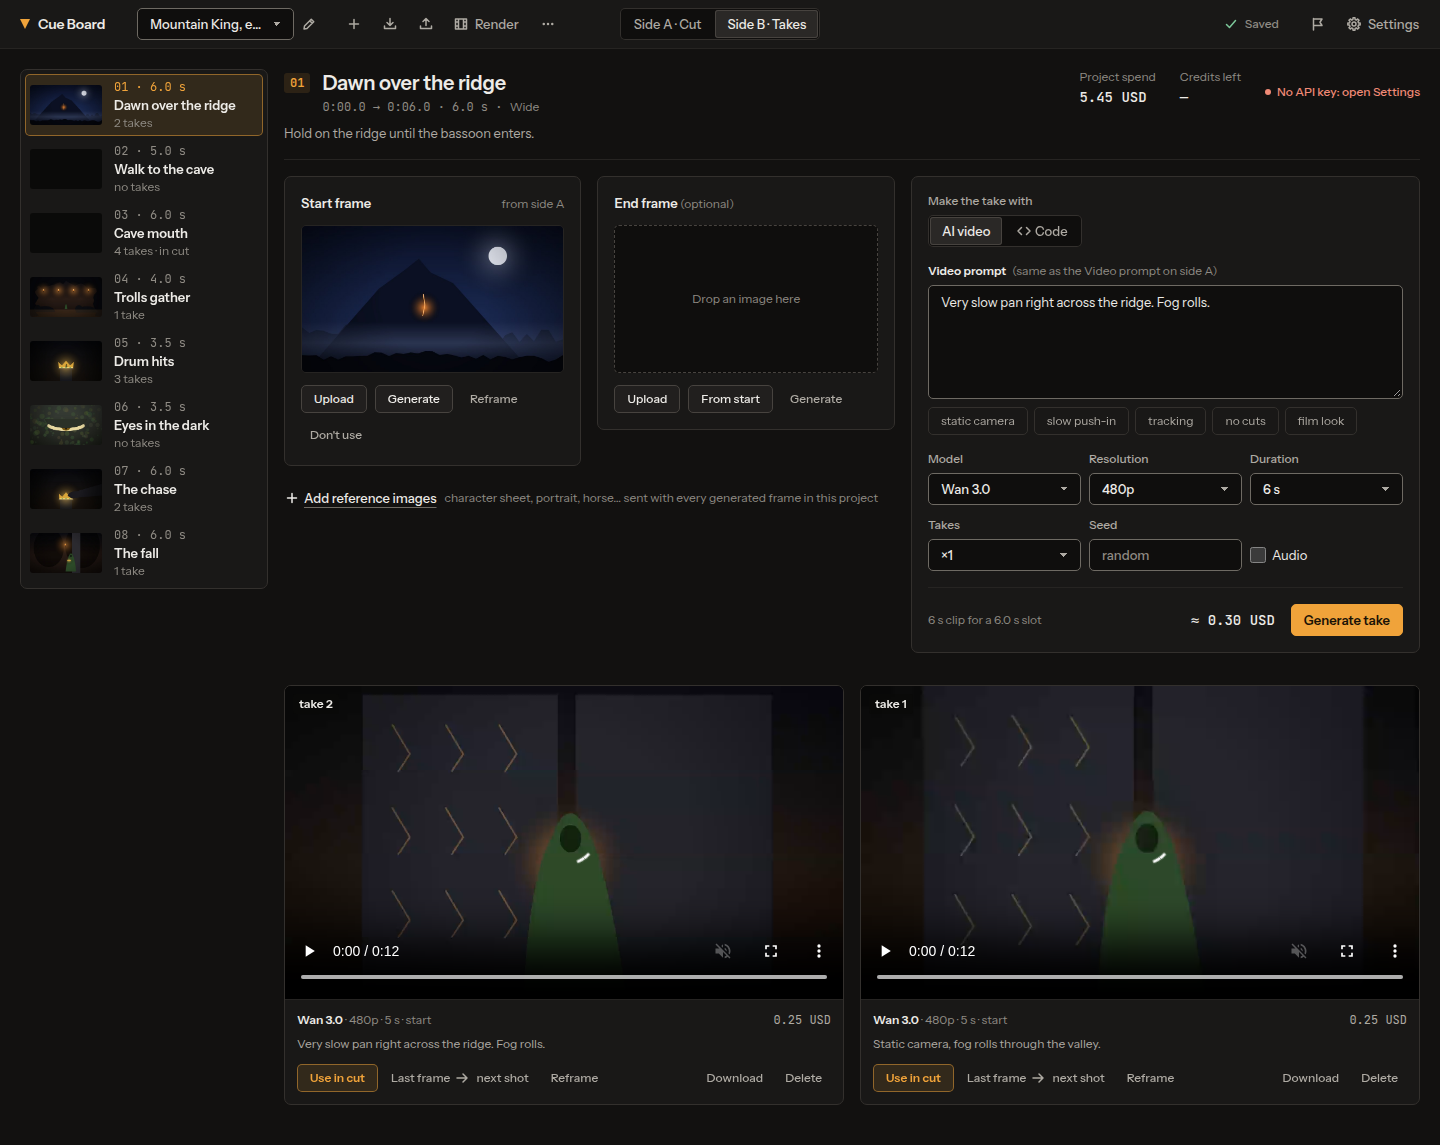 Cue Board
Mountain King, e...
Render
Side A · Cut
Side B · Takes
Saved
Settings
01 · 6.0 s
Dawn over the ridge
2 takes
02 · 5.0 s
Walk to the cave
no takes
03 · 6.0 s
Cave mouth
4 takes · in cut
04 · 4.0 s
Trolls gather
1 take
05 · 3.5 s
Drum hits
3 takes
06 · 3.5 s
Eyes in the dark
no takes
07 · 6.0 s
The chase
2 takes
08 · 6.0 s
The fall
1 take
01 Dawn over the ridge
0:00.0 → 0:06.0 · 6.0 s · Wide
Hold on the ridge until the bassoon enters.
Project spend
5.45 USD
Credits left
—
No API key: open Settings
Start frame
from side A
Upload
Generate
Reframe
Don't use
End frame (optional)
Drop an image here
Upload
From start
Generate
+ Add reference images character sheet, portrait, horse... sent with every generated frame in this project
Make the take with
AI video
<> Code
Video prompt (same as the Video prompt on side A)
Very slow pan right across the ridge. Fog rolls.
static camera
slow push-in
tracking
no cuts
film look
Model
Resolution
Duration
Wan 3.0
480p
6 s
Takes
Seed
×1
random
Audio
6 s clip for a 6.0 s slot
≈ 0.30 USD
Generate take
take 2
0:00 / 0:12
Wan 3.0 · 480p · 5 s · start
0.25 USD
Very slow pan right across the ridge. Fog rolls.
Use in cut
Last frame → next shot
Reframe
Download
Delete
take 1
0:00 / 0:12
Wan 3.0 · 480p · 5 s · start
0.25 USD
Static camera, fog rolls through the valley.
Use in cut
Last frame → next shot
Reframe
Download
Delete